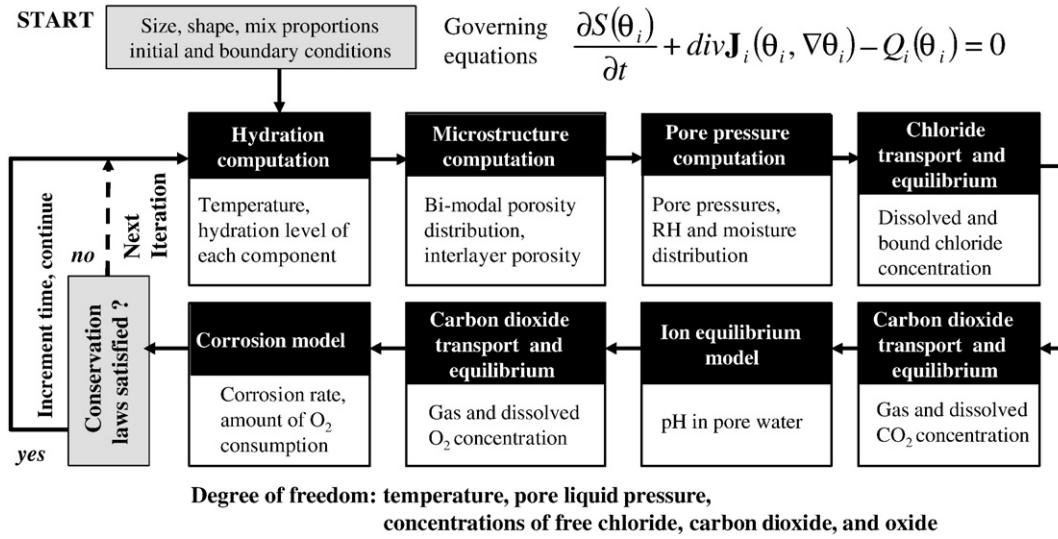 START
Size, shape, mix proportions
initial and boundary conditions
Governing
equations
∂S(θᵢ)/∂t + div𝐉ᵢ(θᵢ, ∇θᵢ) − Qᵢ(θᵢ) = 0
Hydration
computation
Temperature,
hydration level of
each component
Microstructure
computation
Bi-modal porosity
distribution,
interlayer porosity
Pore pressure
computation
Pore pressures,
RH and moisture
distribution
Chloride
transport and
equilibrium
Dissolved and
bound chloride
concentration
Carbon dioxide
transport and
equilibrium
Gas and dissolved
CO₂ concentration
Ion equilibrium
model
pH in pore water
Carbon dioxide
transport and
equilibrium
Gas and dissolved
O₂ concentration
Corrosion model
Corrosion rate,
amount of O₂
consumption
Conservation
laws satisfied ?
no
Next
Iteration
yes
Increment time, continue
Degree of freedom: temperature, pore liquid pressure,
concentrations of free chloride, carbon dioxide, and oxide